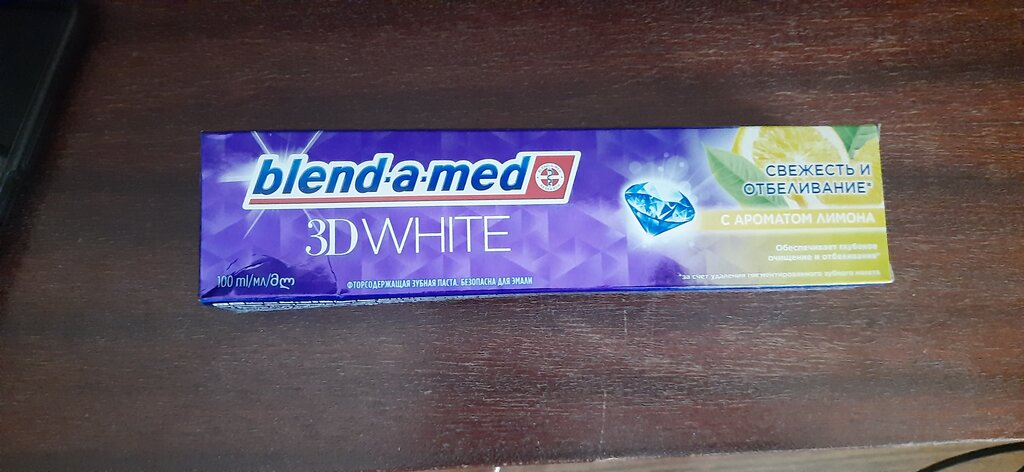 blend-a-med
3D WHITE
100 ml/мл/მლ
ФТОРСОДЕРЖАЩАЯ ЗУБНАЯ ПАСТА. БЕЗОПАСНА ДЛЯ ЭМАЛИ
СВЕЖЕСТЬ И
ОТБЕЛИВАНИЕ*
С АРОМАТОМ ЛИМОНА
Обеспечивает глубокое
очищение и отбеливание*
*за счет удаления пигментированного зубного налета